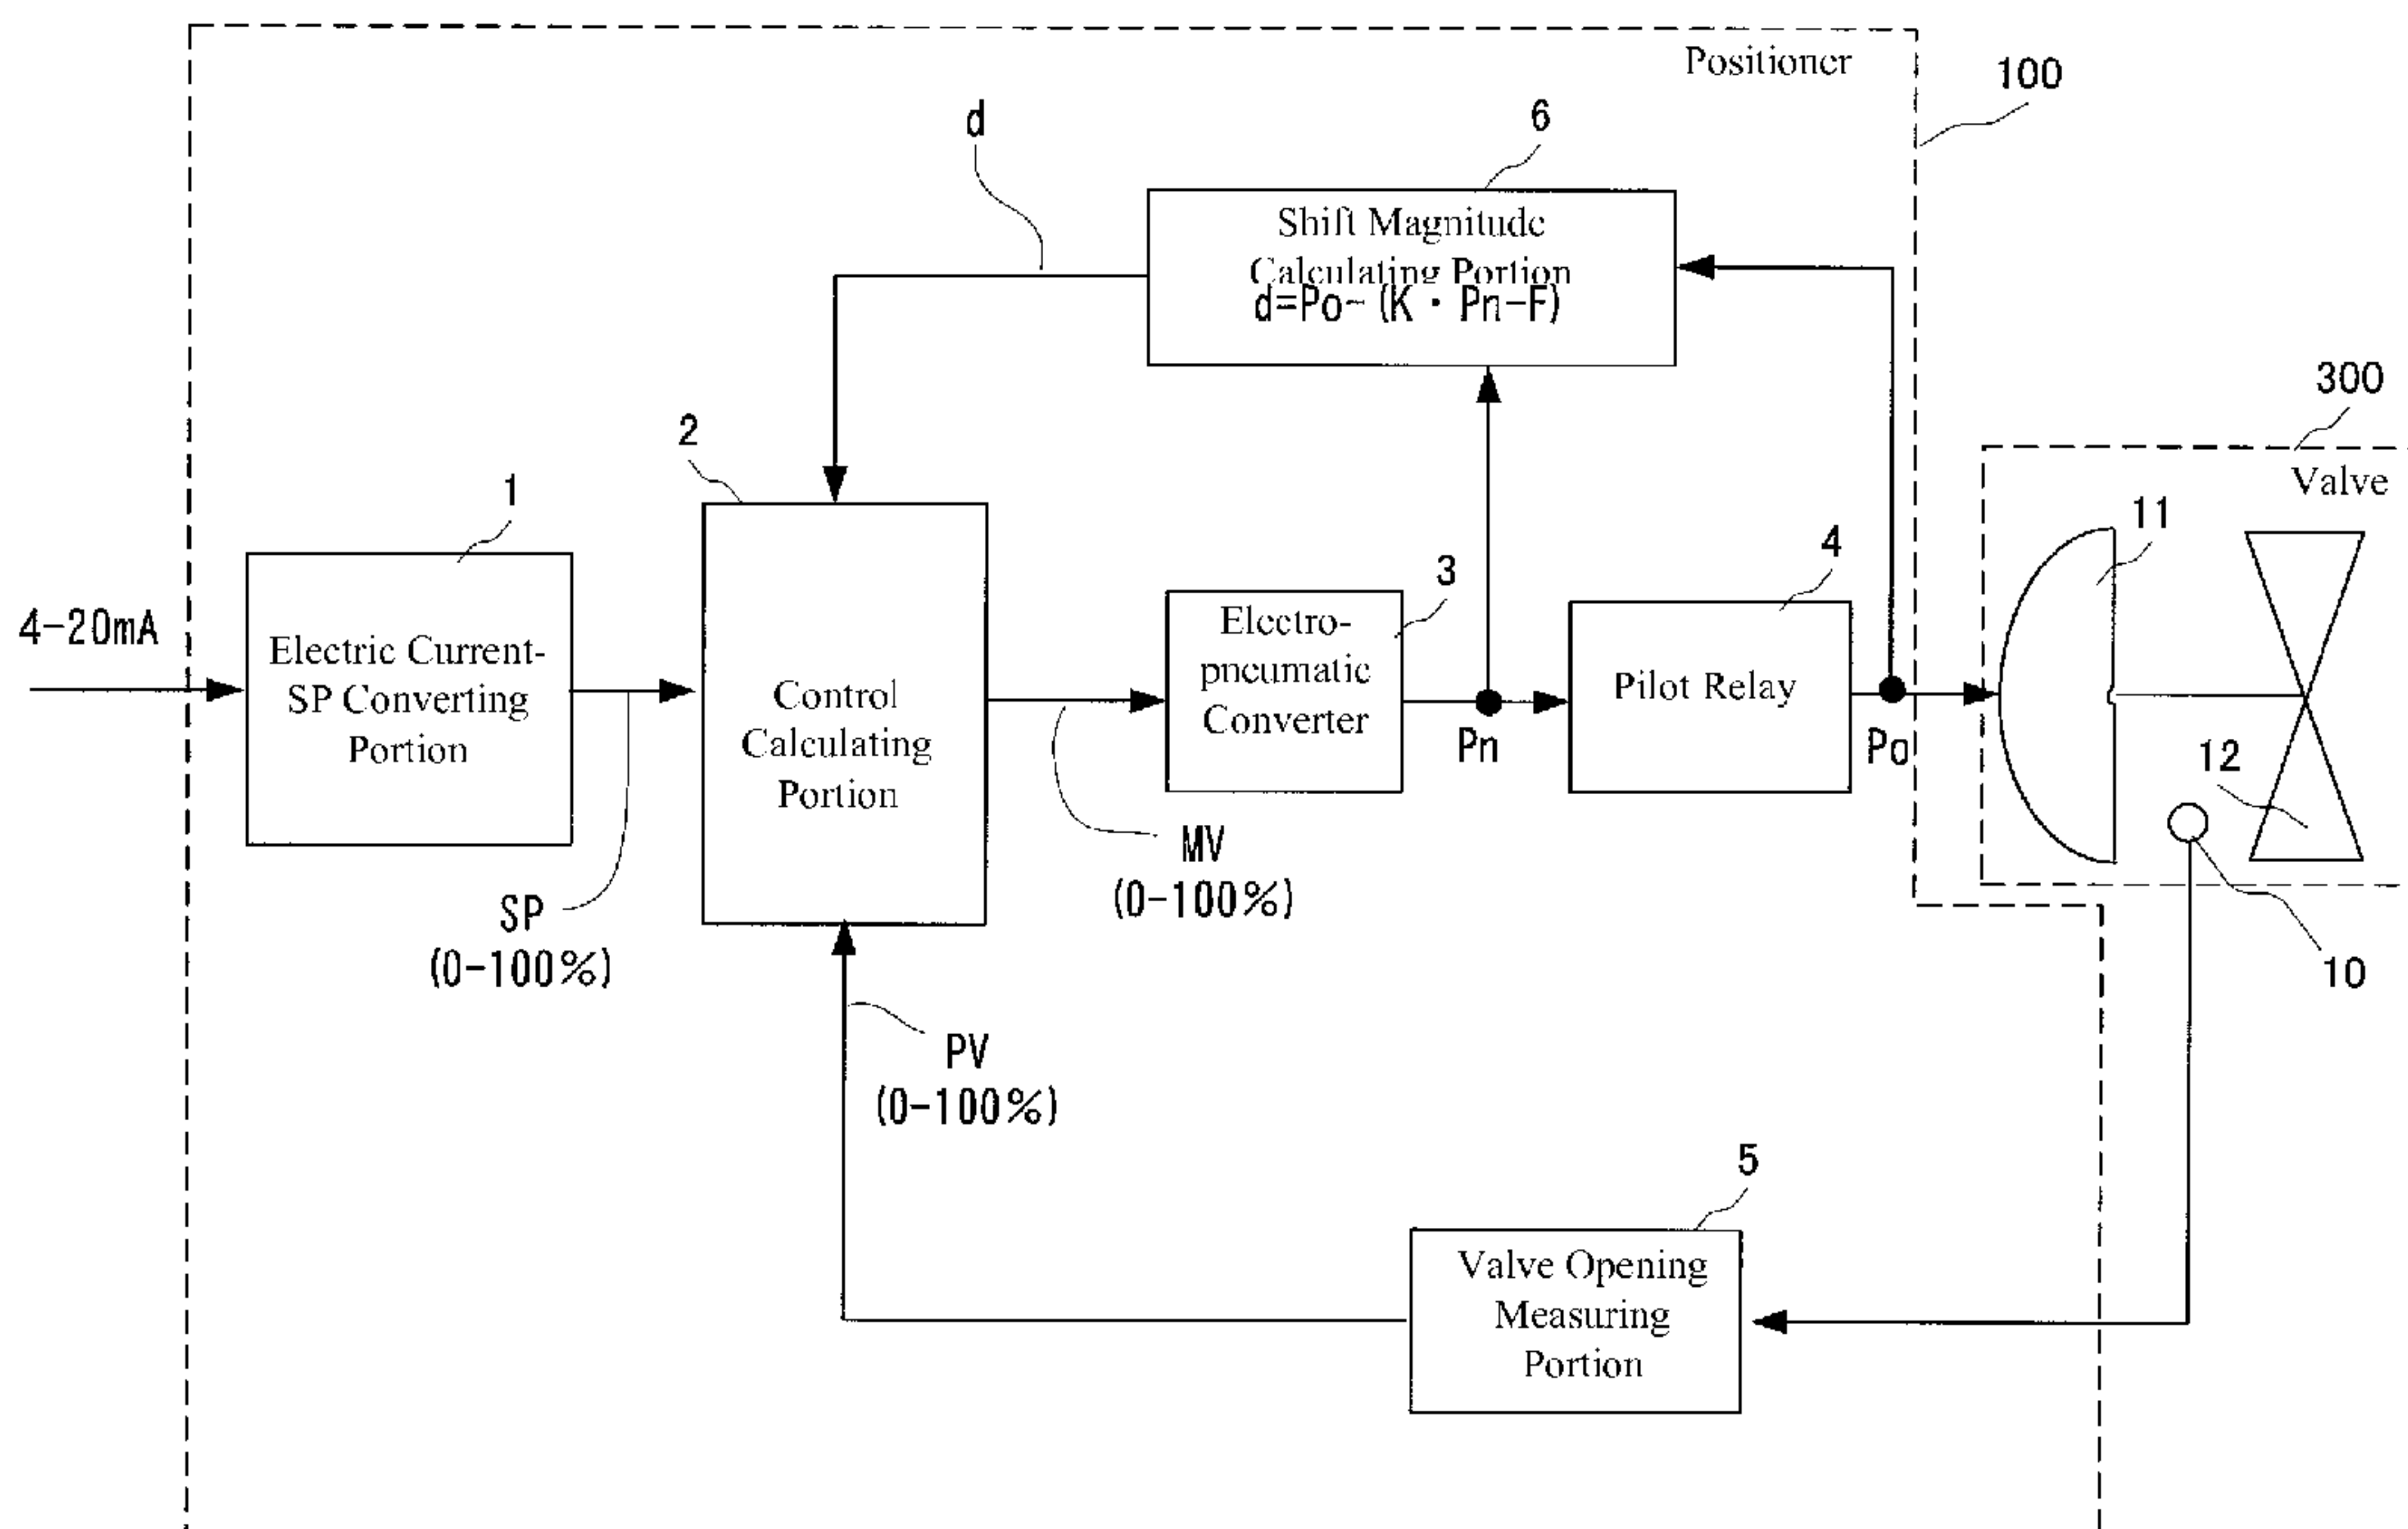 Positioner
100
d
6
Shift Magnitude
Calculating Portion
d=Po-(K・Pn-F)
300
Valve
2
1
11
4
3
4-20mA
Electric Current-
SP Converting
Portion
Control
Calculating
Portion
Electro-
pneumatic
Converter
Pilot Relay
Pn
Po
12
MV
(0-100%)
SP
(0-100%)
10
PV
(0-100%)
5
Valve Opening
Measuring
Portion